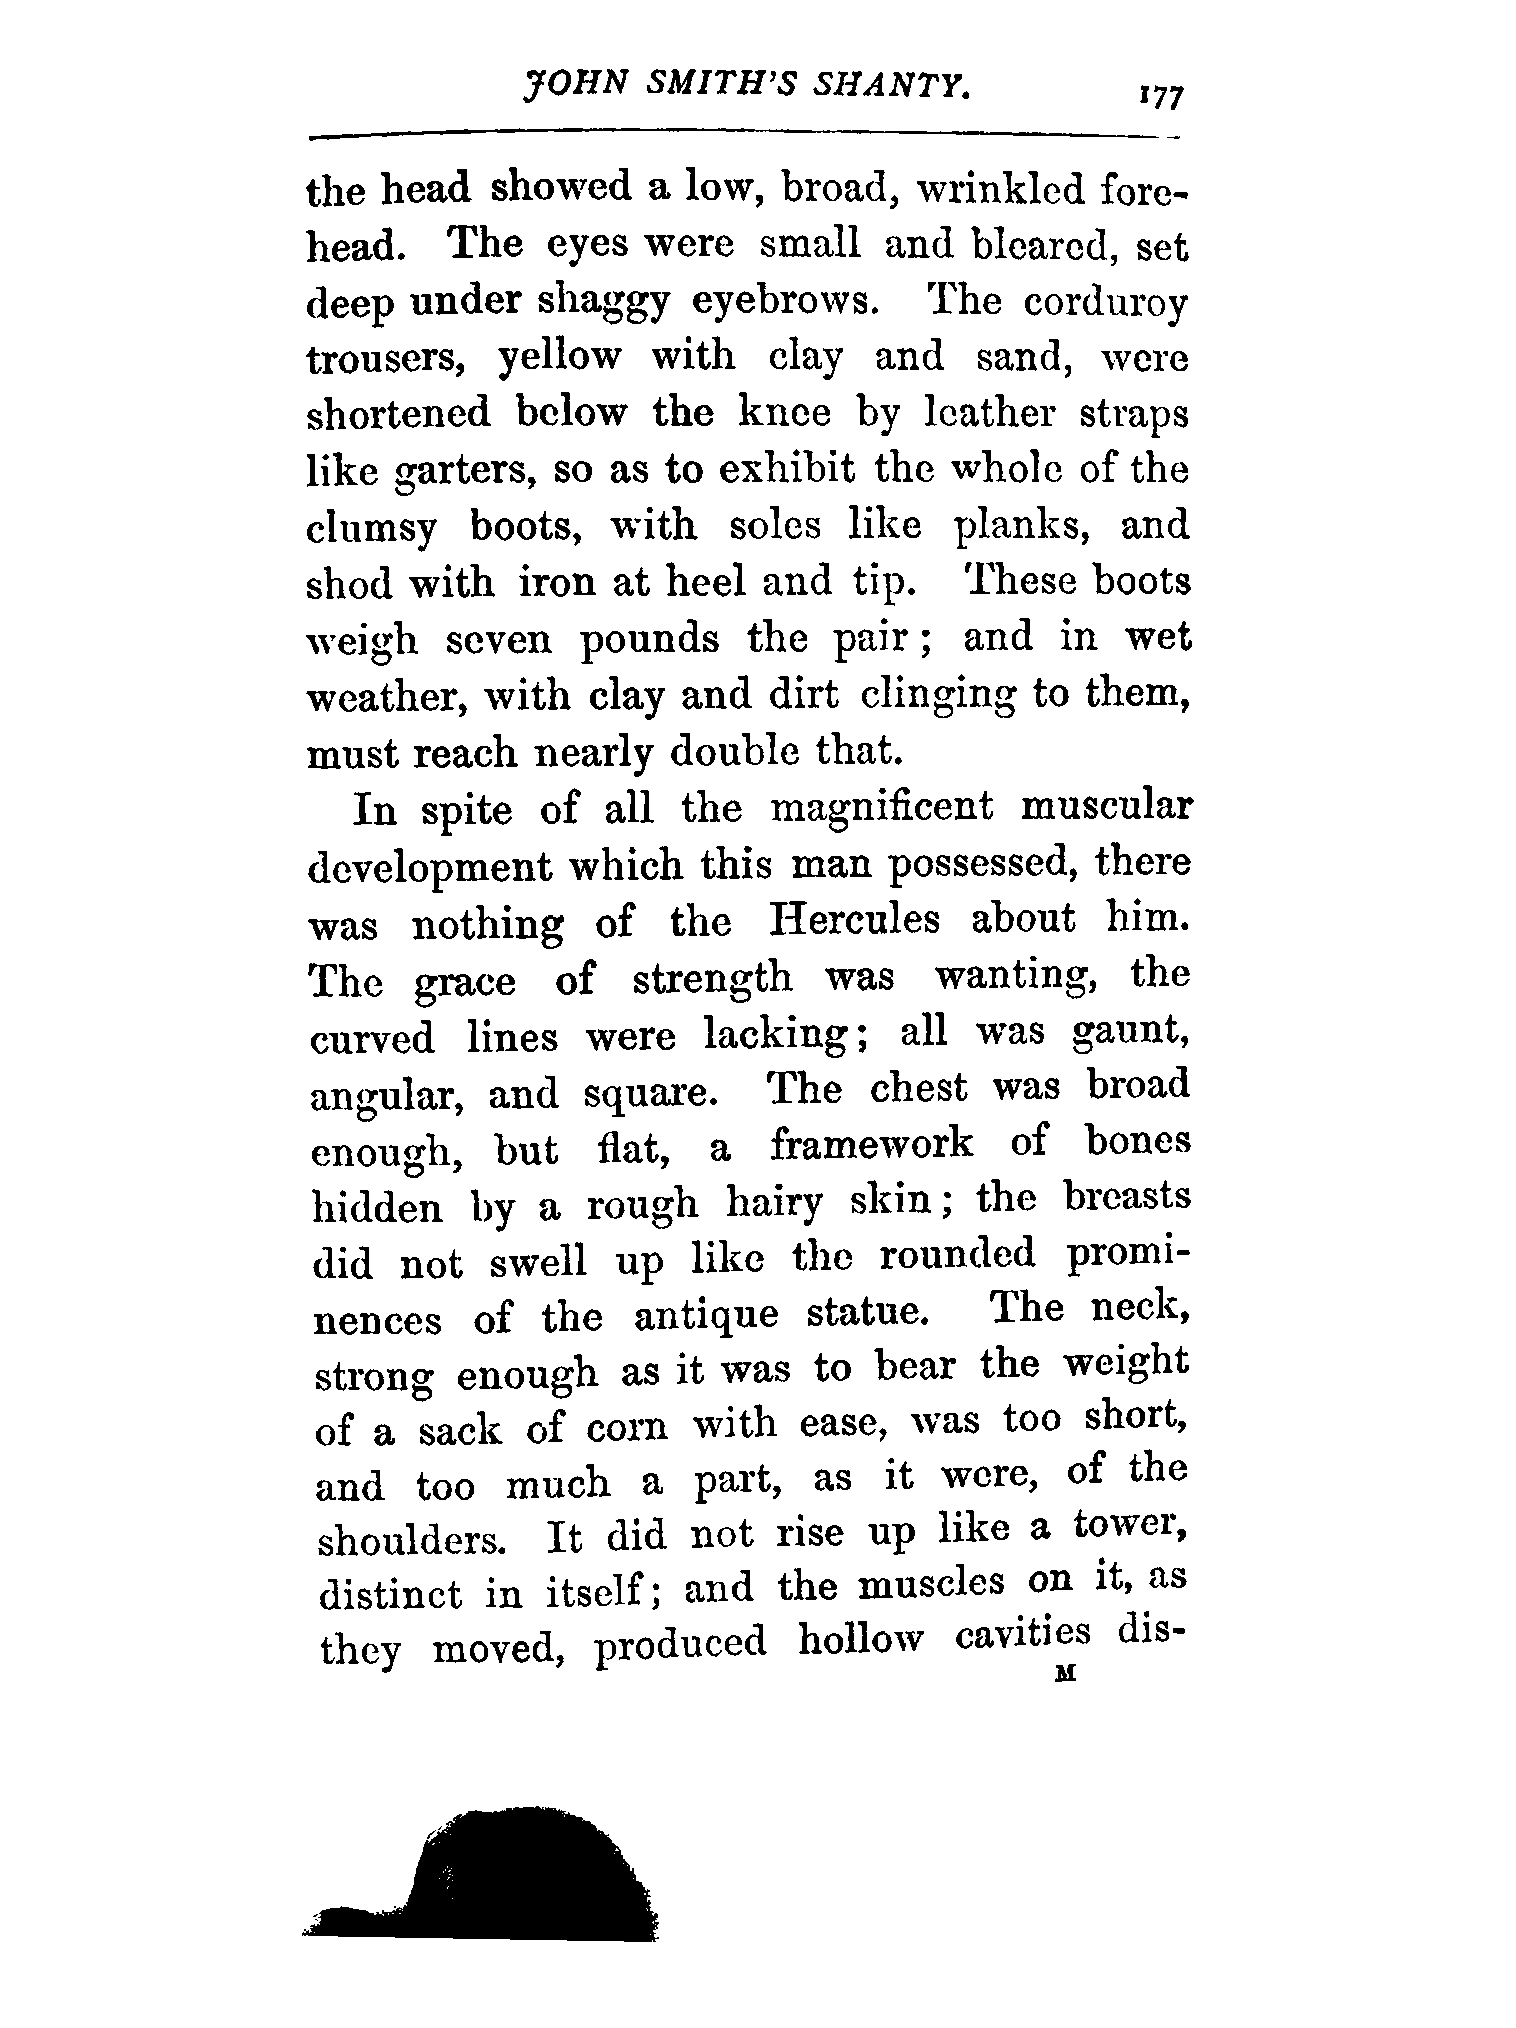 JOHN SMITH'S SHANTY. 177
the head showed a low, broad, wrinkled fore-
head. The eyes were small and bleared, set
deep under shaggy eyebrows. The corduroy
trousers, yellow with clay and sand, were
shortened below the knee by leather straps
like garters, so as to exhibit the whole of the
clumsy boots, with soles like planks, and
shod with iron at heel and tip. These boots
weigh seven pounds the pair; and in wet
weather, with clay and dirt clinging to them,
must reach nearly double that.
In spite of all the magnificent muscular
development which this man possessed, there
was nothing of the Hercules about him.
The grace of strength was wanting, the
curved lines were lacking; all was gaunt,
angular, and square. The chest was broad
enough, but flat, a framework of bones
hidden by a rough hairy skin; the breasts
did not swell up like the rounded promi-
nences of the antique statue. The neck,
strong enough as it was to bear the weight
of a sack of corn with ease, was too short,
and too much a part, as it were, of the
shoulders. It did not rise up like a tower,
distinct in itself; and the muscles on it, as
they moved, produced hollow cavities dis-
M